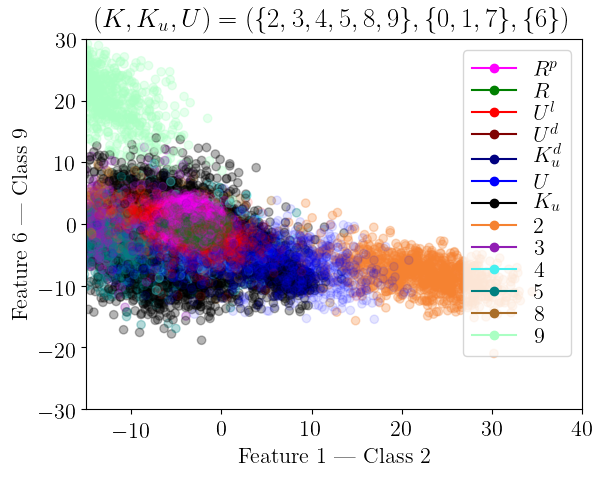 (K, K_u, U) = ({2, 3, 4, 5, 8, 9}, {0, 1, 7}, {6})
30
20
10
0
−10
−20
−30
Feature 6 — Class 9
R^p
R
U^l
U^d
K_u^d
U
K_u
2
3
4
5
8
9
−10 0 10 20 30 40
Feature 1 — Class 2